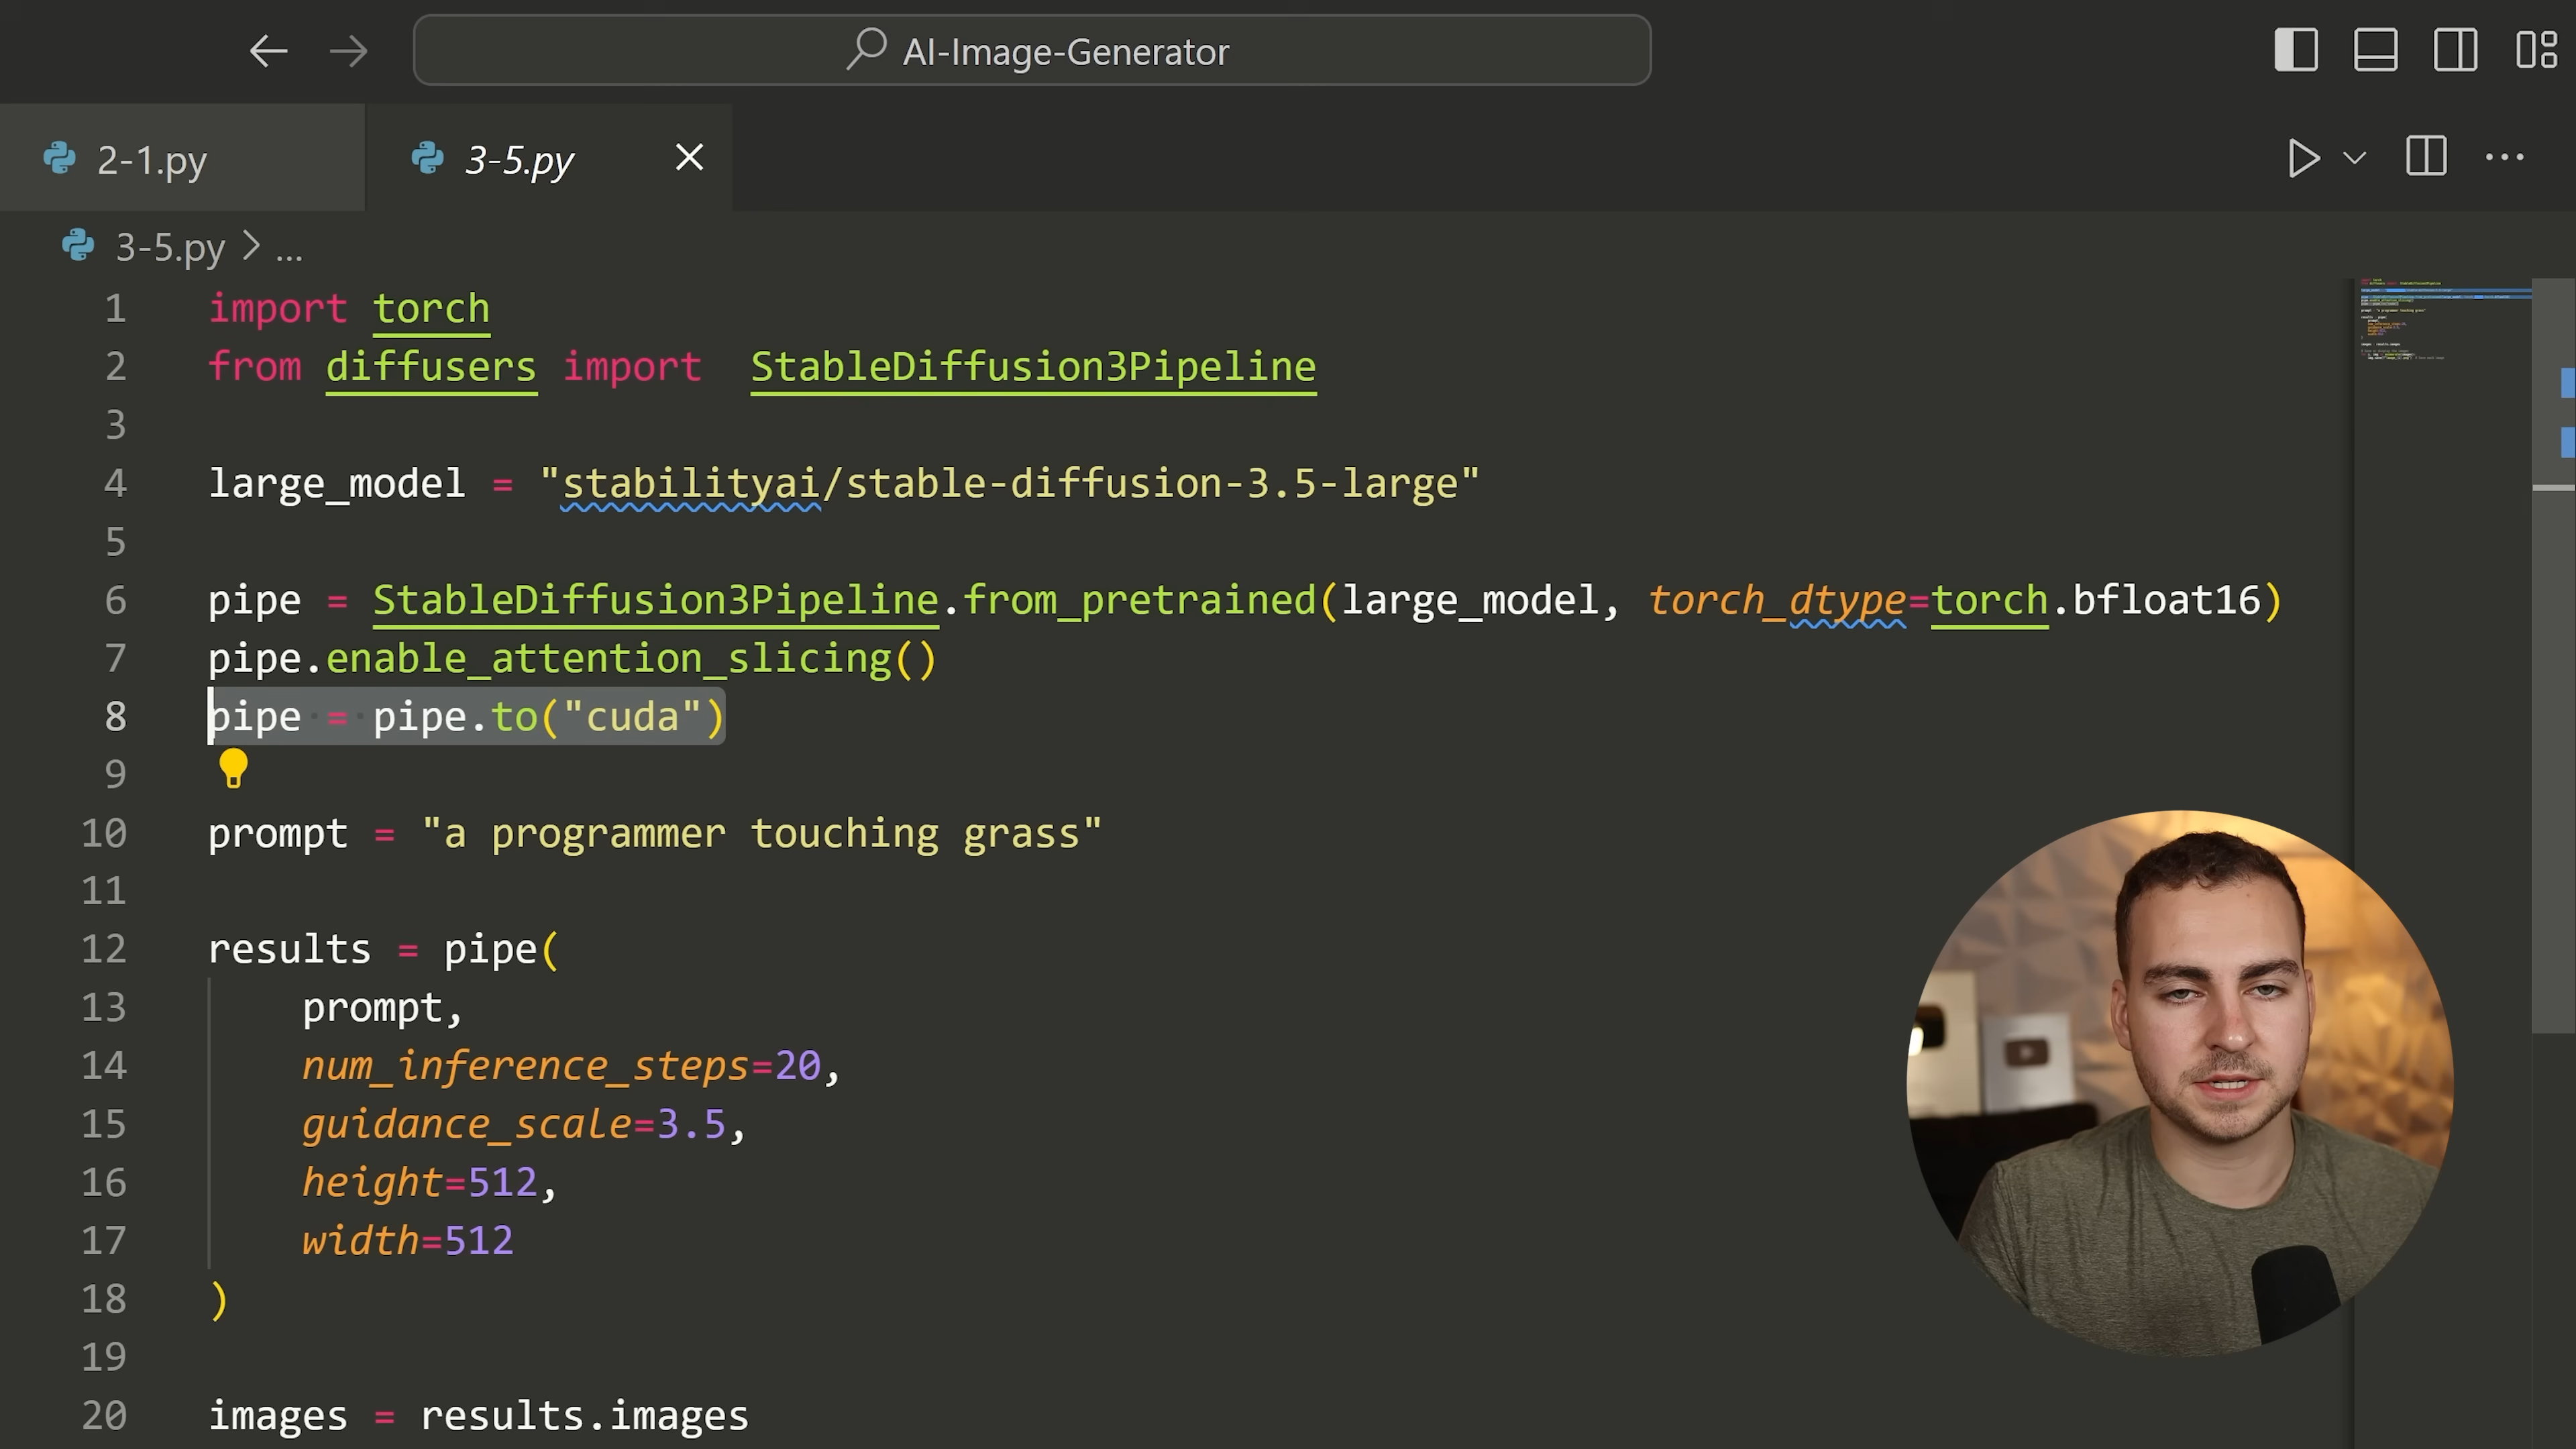 AI-Image-Generator
2-1.py
3-5.py
3-5.py > ...
1 import torch
2 from diffusers import  StableDiffusion3Pipeline
3
4 large_model = "stabilityai/stable-diffusion-3.5-large"
5
6 pipe = StableDiffusion3Pipeline.from_pretrained(large_model, torch_dtype=torch.bfloat16)
7 pipe.enable_attention_slicing()
8 pipe = pipe.to("cuda")
9
10 prompt = "a programmer touching grass"
11
12 results = pipe(
13     prompt,
14     num_inference_steps=20,
15     guidance_scale=3.5,
16     height=512,
17     width=512
18 )
19
20 images = results.images